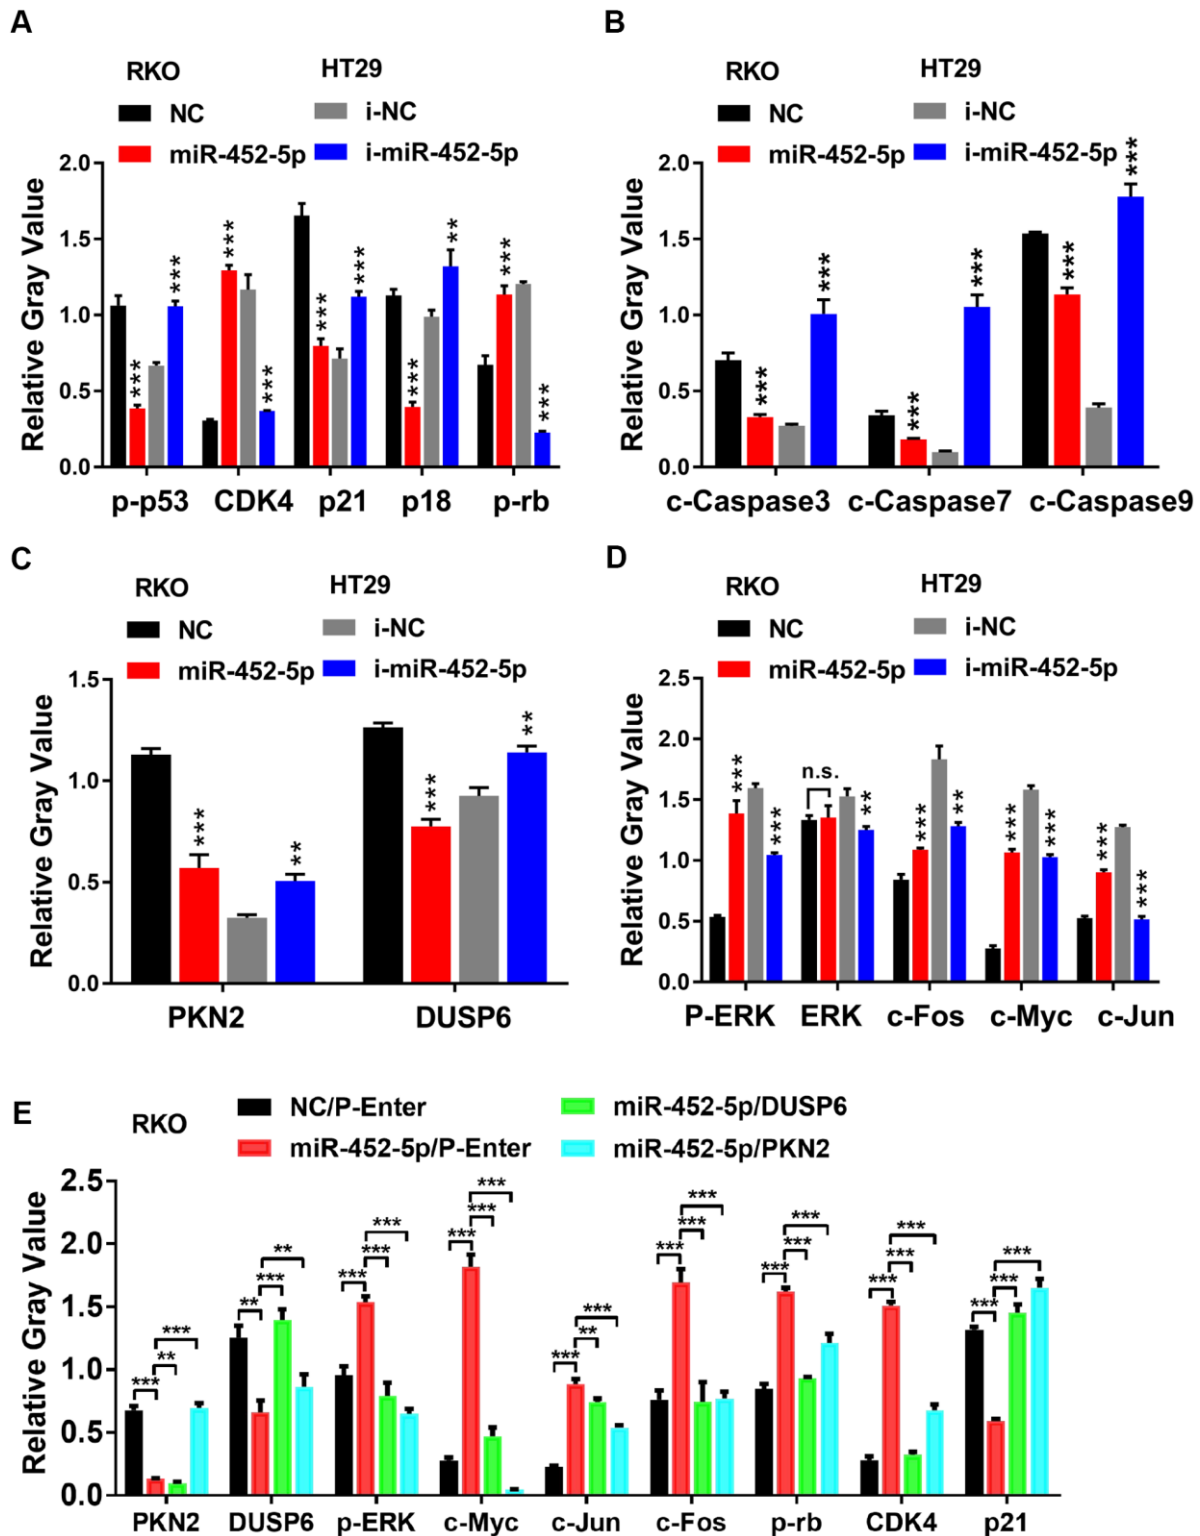 A
RKO HT29
NC i-NC
miR-452-5p i-miR-452-5p
Relative Gray Value
2.0
1.5
1.0
0.5
0.0
*** *** *** *** *** *** *** ** *** ***
p-p53 CDK4 p21 p18 p-rb
B
RKO HT29
NC i-NC
miR-452-5p i-miR-452-5p
Relative Gray Value
2.0
1.5
1.0
0.5
0.0
*** *** *** *** *** ***
c-Caspase3 c-Caspase7 c-Caspase9
C
RKO HT29
NC i-NC
miR-452-5p i-miR-452-5p
Relative Gray Value
1.5
1.0
0.5
0.0
*** ** *** **
PKN2 DUSP6
D
RKO HT29
NC i-NC
miR-452-5p i-miR-452-5p
Relative Gray Value
2.5
2.0
1.5
1.0
0.5
0.0
*** *** n.s. ** *** ** *** *** *** ***
P-ERK ERK c-Fos c-Myc c-Jun
E
RKO
NC/P-Enter miR-452-5p/DUSP6
miR-452-5p/P-Enter miR-452-5p/PKN2
Relative Gray Value
2.5
2.0
1.5
1.0
0.5
0.0
*** ** *** ** *** ** *** *** *** *** *** *** *** ** *** *** *** *** *** *** *** *** *** *** *** *** ***
PKN2 DUSP6 p-ERK c-Myc c-Jun c-Fos p-rb CDK4 p21